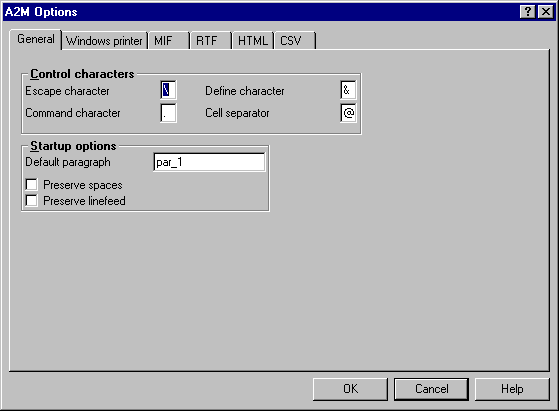 A2M Options
General Windows printer MIF RTF HTML CSV
Control characters
Escape character \ Define character &
Command character . Cell separator @
Startup options
Default paragraph par_1
Preserve spaces
Preserve linefeed
OK Cancel Help